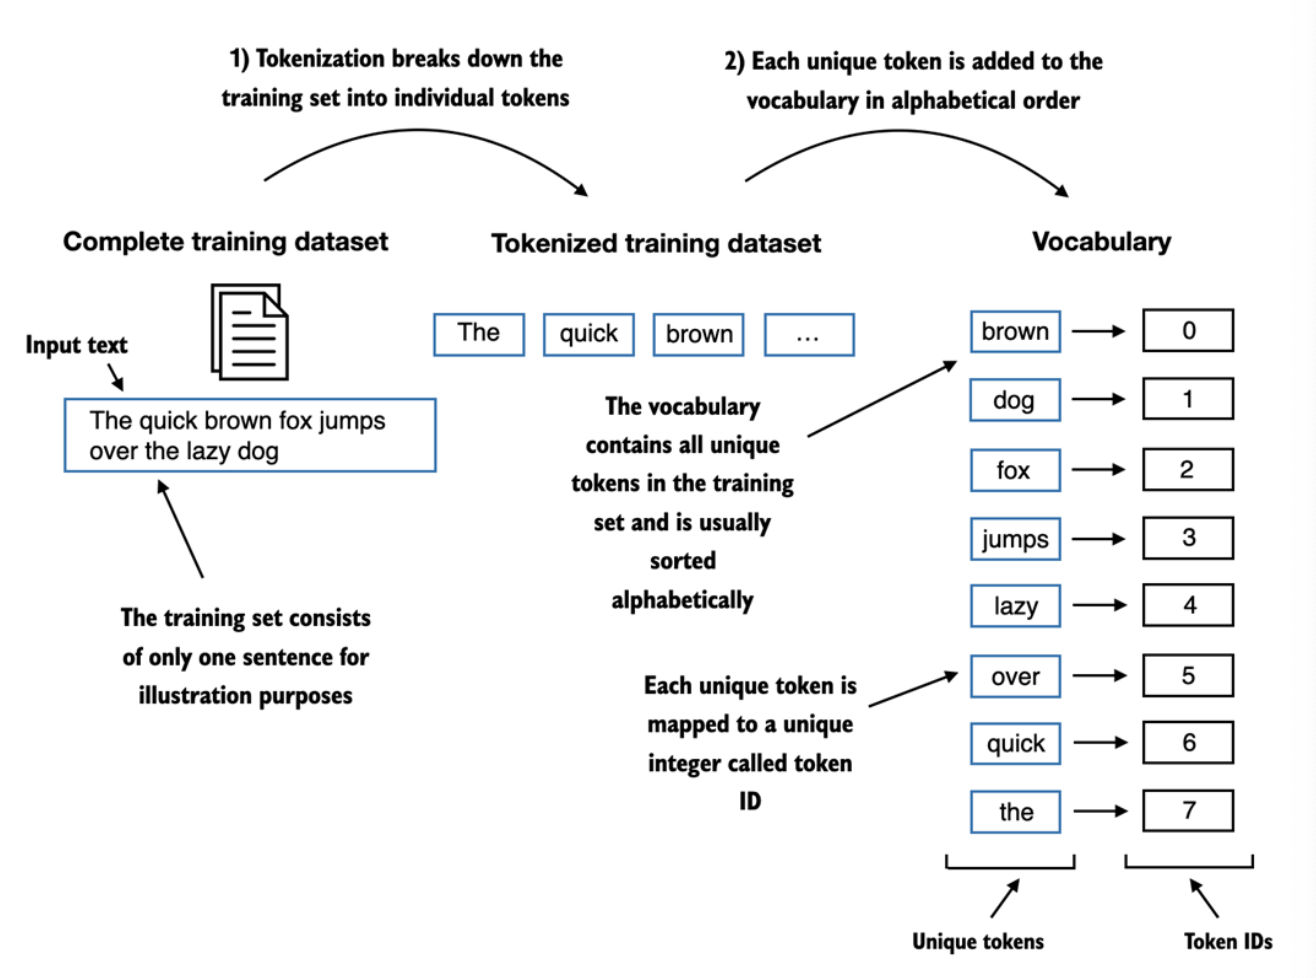 1) Tokenization breaks down the
training set into individual tokens
2) Each unique token is added to the
vocabulary in alphabetical order
Complete training dataset
Tokenized training dataset
Vocabulary
Input text
The quick brown fox jumps
over the lazy dog
The training set consists
of only one sentence for
illustration purposes
The
quick
brown
...
The vocabulary
contains all unique
tokens in the training
set and is usually
sorted
alphabetically
Each unique token is
mapped to a unique
integer called token
ID
brown 0
dog 1
fox 2
jumps 3
lazy 4
over 5
quick 6
the 7
Unique tokens
Token IDs